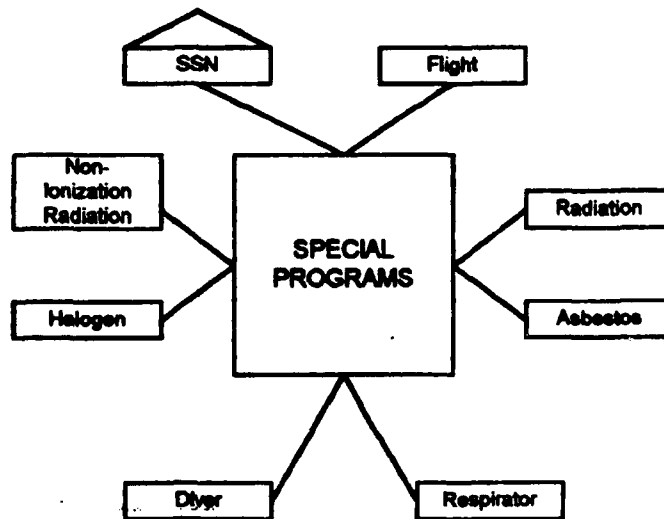 SSN
Flight
Non-
Ionization
Radiation
SPECIAL
PROGRAMS
Radiation
Halogen
Asbestos
Diver
Respirator